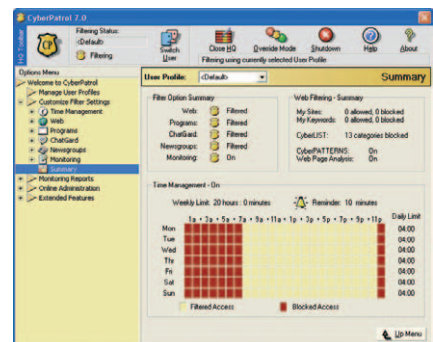 CyberPatrol 7.0
HQ Toolbar
Filtering Status:
<Default>
Filtering
Switch User
Close HQ
Override Mode
Shutdown
Help
About
Filtering using currently selected User Profile
Options Menu
Welcome to CyberPatrol
Manage User Profiles
Customize Filter Settings
Time Management
Web
Programs
ChatGard
Newsgroups
Monitoring
Summary
Monitoring Reports
Online Administration
Extended Features
User Profile: <Default> Summary
Filter Option Summary
Web: Filtered
Programs: Filtered
ChatGard: Filtered
Newsgroups: Filtered
Monitoring: On
Web Filtering - Summary
My Sites: 0 allowed, 0 blocked
My Keywords: 0 allowed, 0 blocked
CyberLIST: 13 categories blocked
CyberPATTERNS: On
Web Page Analysis: On
Time Management - On
Weekly Limit: 20 hours : 0 minutes Reminder: 10 minutes
1a • 3a • 5a • 7a • 9a • 11a • 1p • 3p • 5p • 7p • 9p • 11p Daily Limit
Mon 04:00
Tue 04:00
Wed 04:00
Thr 04:00
Fri 04:00
Sat 04:00
Sun 04:00
Filtered Access Blocked Access
Up Menu